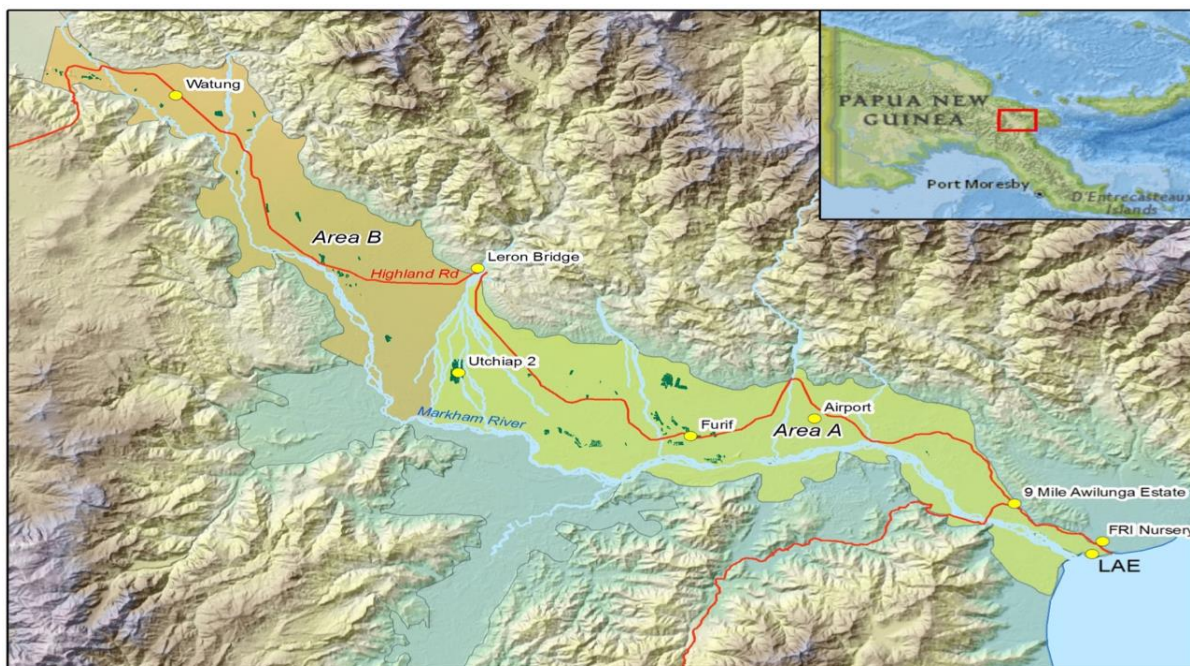 Watung
Area B
Highland Rd
Leron Bridge
Utchiap 2
Markham River
Furif
Airport
Area A
9 Mile Awilunga Estate
FRI Nursery
LAE
PAPUA NEW
GUINEA
Port Moresby
D'Entrecasteaux
Islands